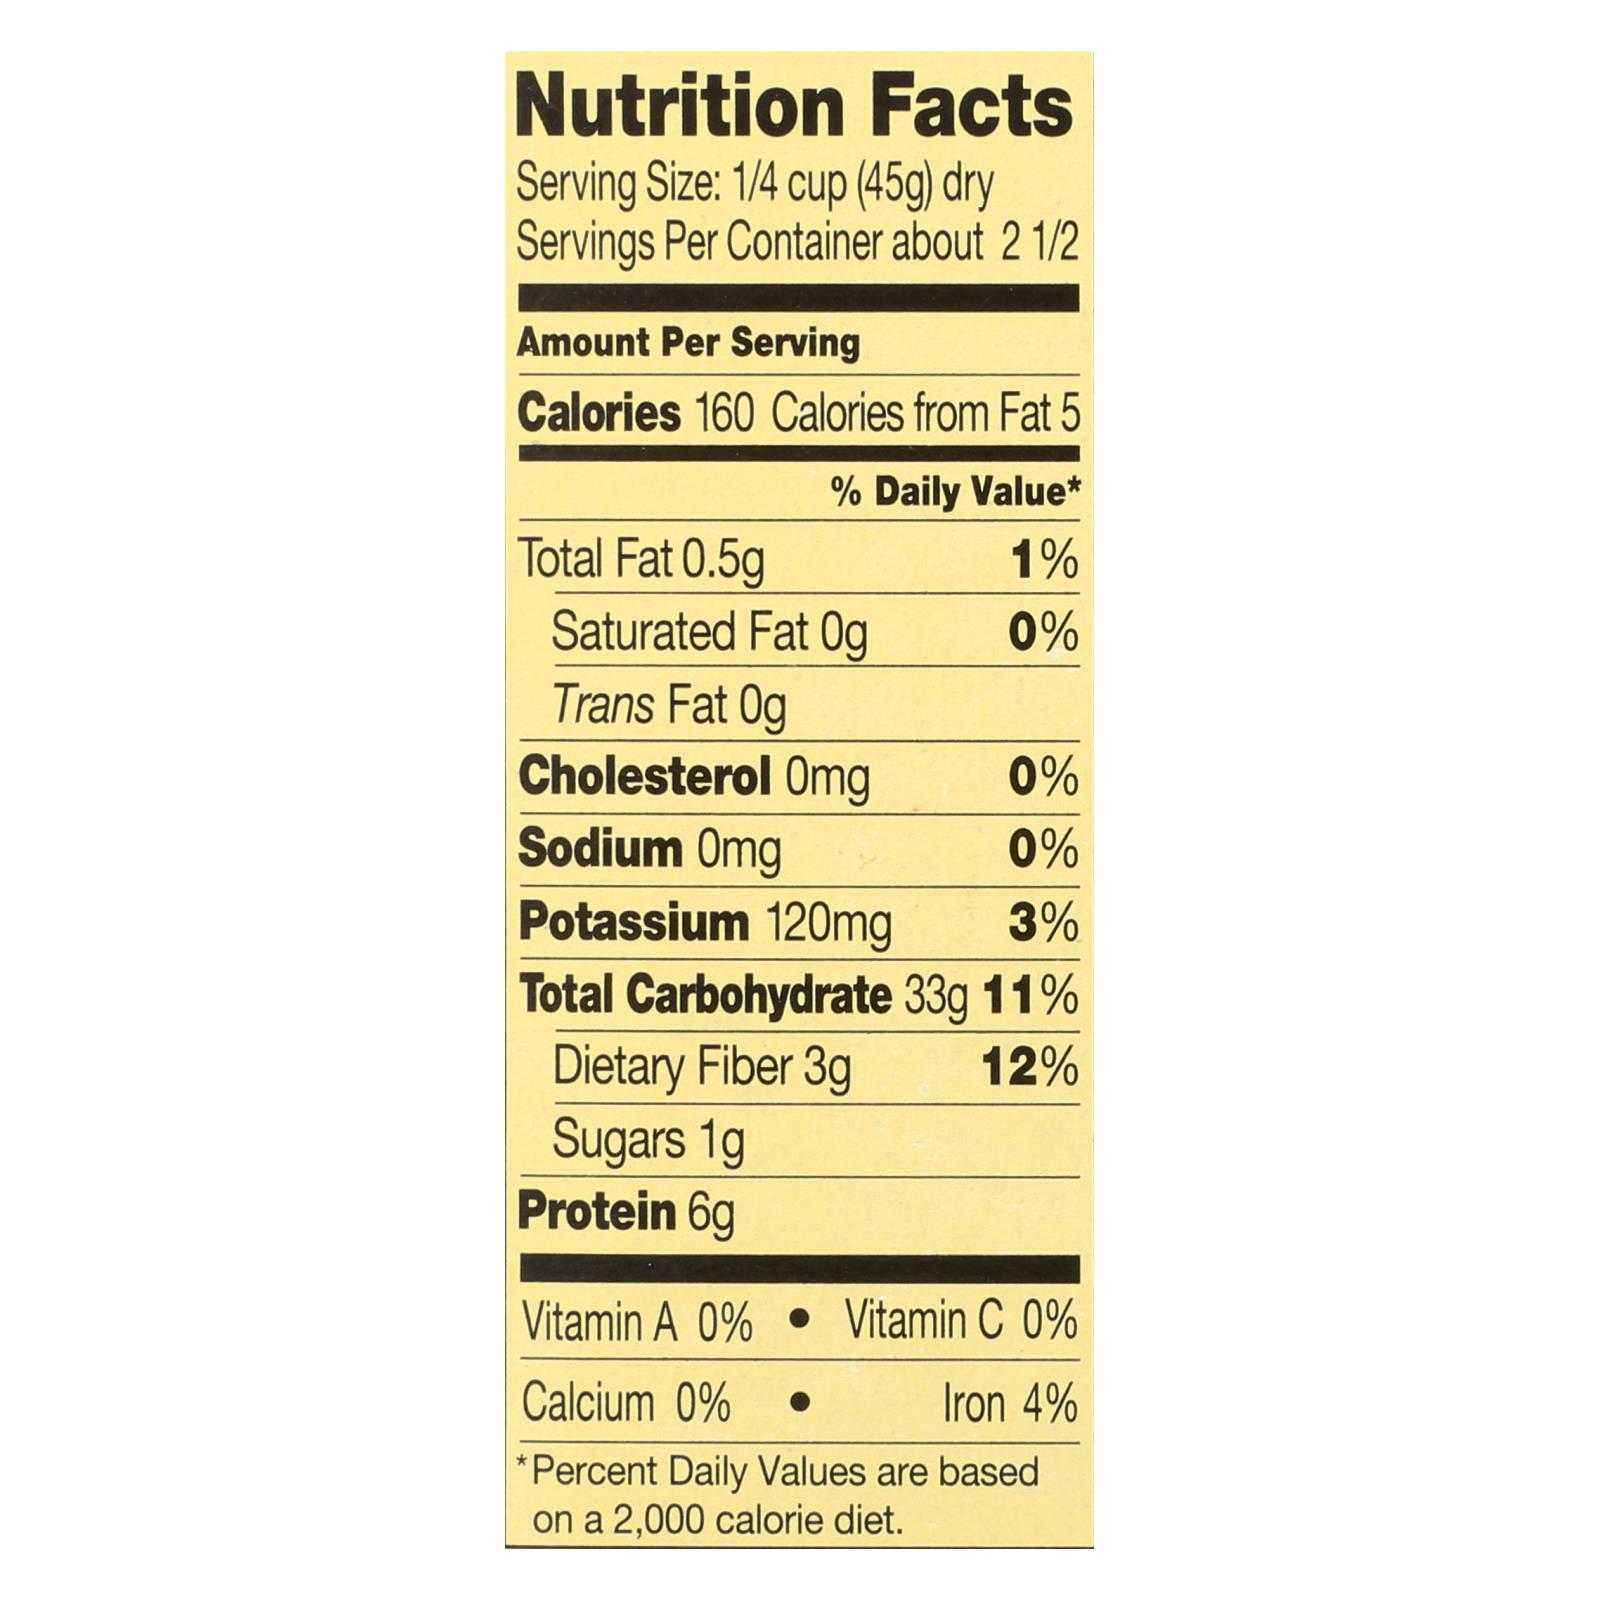 Nutrition Facts
Serving Size: 1/4 cup (45g) dry
Servings Per Container about 2 1/2
Amount Per Serving
Calories 160 Calories from Fat 5
% Daily Value*
Total Fat 0.5g 1%
Saturated Fat 0g 0%
Trans Fat 0g
Cholesterol 0mg 0%
Sodium 0mg 0%
Potassium 120mg 3%
Total Carbohydrate 33g 11%
Dietary Fiber 3g 12%
Sugars 1g
Protein 6g
Vitamin A 0% • Vitamin C 0%
Calcium 0% • Iron 4%
*Percent Daily Values are based
on a 2,000 calorie diet.